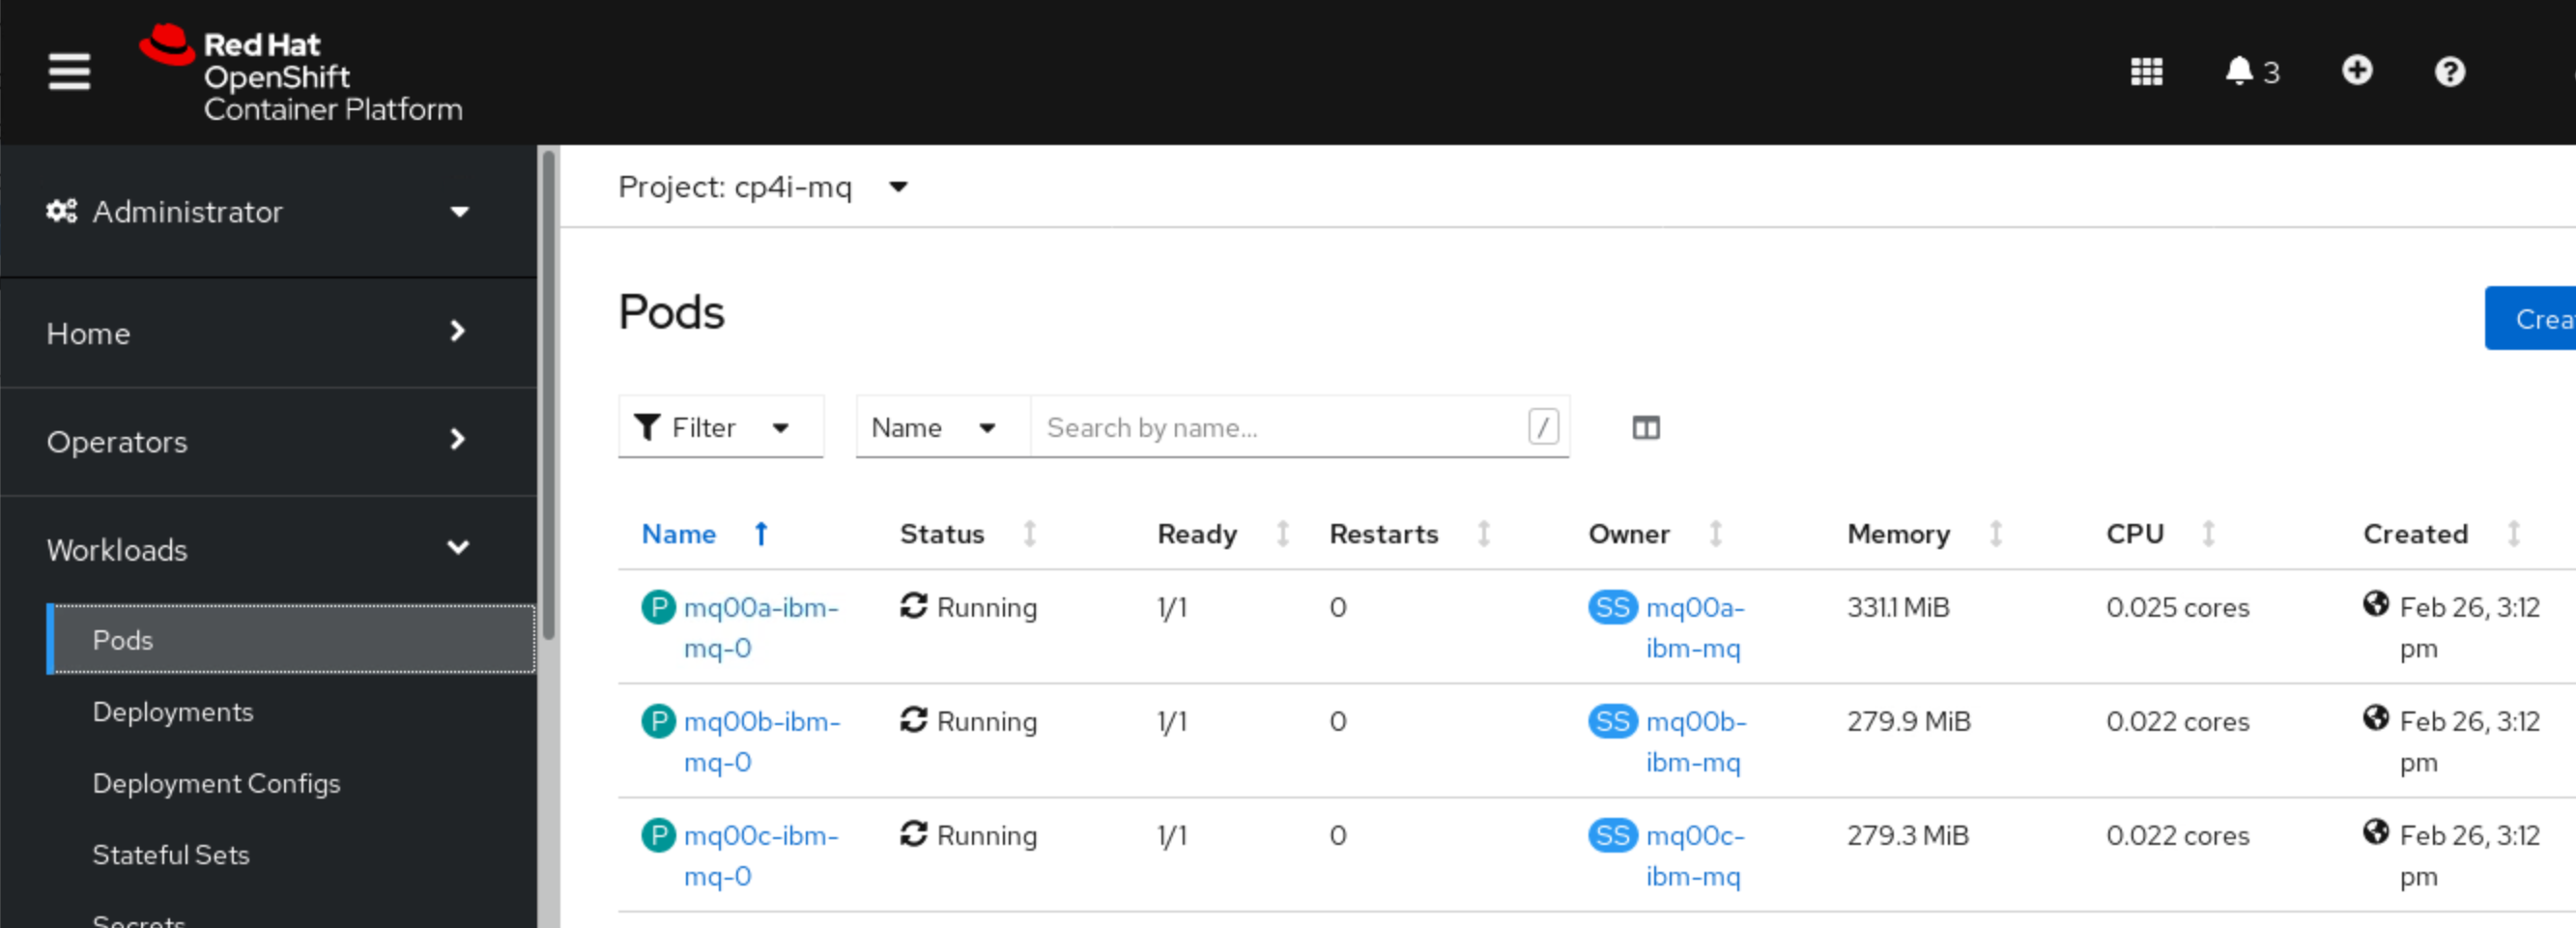 Red Hat
OpenShift
Container Platform
3
Administrator
Home
Operators
Workloads
Pods
Deployments
Deployment Configs
Stateful Sets
Secrets
Project: cp4i-mq
Pods
Filter
Name
Search by name...
/
Name Status Ready Restarts Owner Memory CPU Created
P mq00a-ibm- Running 1/1 0 SS mq00a- 331.1 MiB 0.025 cores Feb 26, 3:12
mq-0 ibm-mq pm
P mq00b-ibm- Running 1/1 0 SS mq00b- 279.9 MiB 0.022 cores Feb 26, 3:12
mq-0 ibm-mq pm
P mq00c-ibm- Running 1/1 0 SS mq00c- 279.3 MiB 0.022 cores Feb 26, 3:12
mq-0 ibm-mq pm